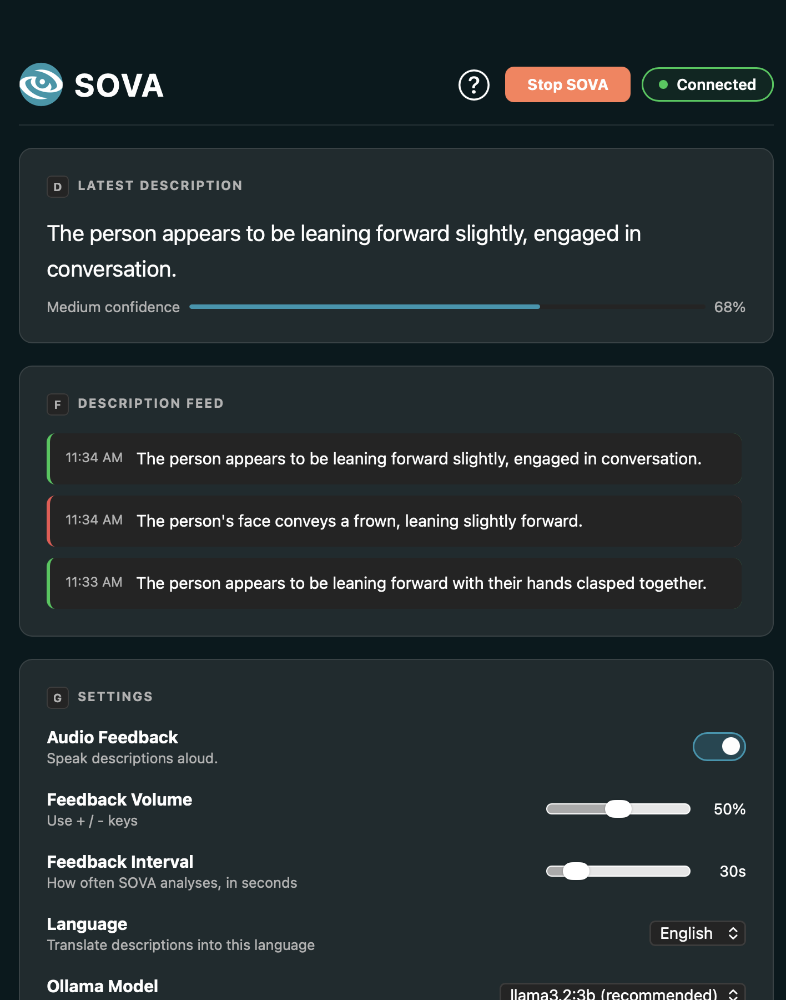 SOVA
?
Stop SOVA
Connected
D LATEST DESCRIPTION
The person appears to be leaning forward slightly, engaged in
conversation.
Medium confidence 68%
F DESCRIPTION FEED
11:34 AM The person appears to be leaning forward slightly, engaged in conversation.
11:34 AM The person's face conveys a frown, leaning slightly forward.
11:33 AM The person appears to be leaning forward with their hands clasped together.
G SETTINGS
Audio Feedback
Speak descriptions aloud.
Feedback Volume
Use + / - keys
50%
Feedback Interval
How often SOVA analyses, in seconds
30s
Language
Translate descriptions into this language
English
Ollama Model
llama3.2:3b (recommended)